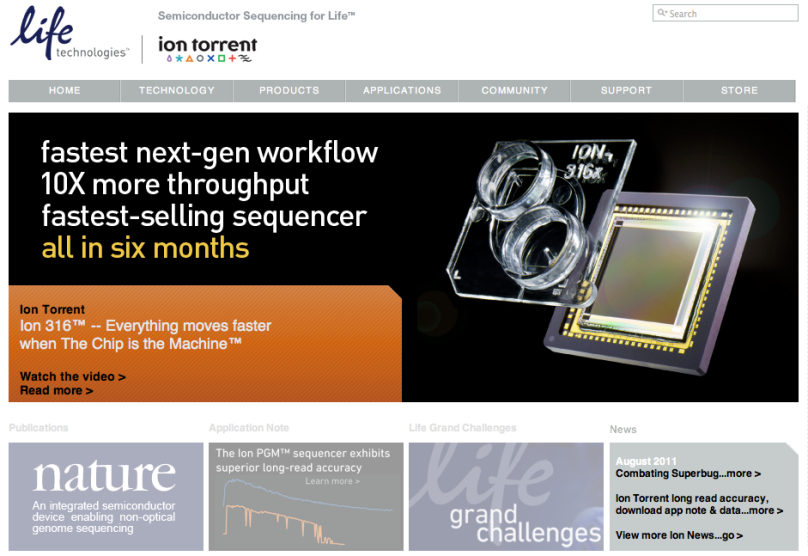 life
technologies™
Semiconductor Sequencing for Life™
ion torrent
Search
HOME
TECHNOLOGY
PRODUCTS
APPLICATIONS
COMMUNITY
SUPPORT
STORE
fastest next-gen workflow
10X more throughput
fastest-selling sequencer
all in six months
ION
316x
Ion Torrent
Ion 316™ -- Everything moves faster
when The Chip is the Machine™
Watch the video >
Read more >
Publications
nature
An integrated semiconductor
device enabling non-optical
genome sequencing
Application Note
The Ion PGM™ sequencer exhibits
superior long-read accuracy
Learn more >
Life Grand Challenges
life
grand
challenges
News
August 2011
Combating Superbug...more >
Ion Torrent long read accuracy,
download app note & data...more >
View more Ion News...go >